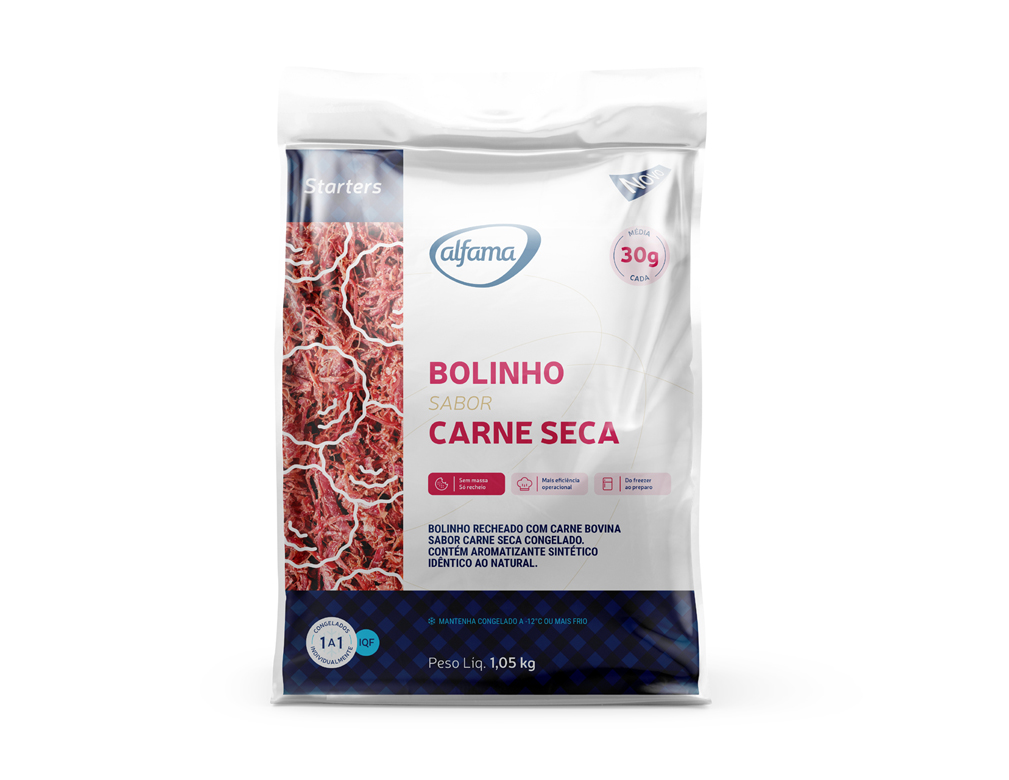 Starters
NOVO
alfama
MÉDIA
30g
CADA
BOLINHO
SABOR
CARNE SECA
Sem massa
Só recheio
Mais eficiência
operacional
Do freezer
ao preparo
BOLINHO RECHEADO COM CARNE BOVINA
SABOR CARNE SECA CONGELADO.
CONTÉM AROMATIZANTE SINTÉTICO
IDÊNTICO AO NATURAL.
MANTENHA CONGELADO A -12°C OU MAIS FRIO
CONGELADOS
1A1
INDIVIDUALMENTE
IQF
Peso Líq. 1,05 kg